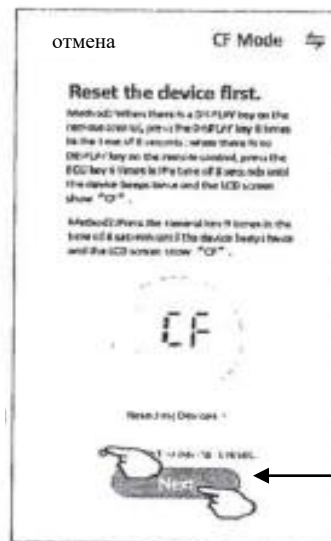 отмена
CF Mode
Reset the device first.
Method1: When there is a DISPLAY key on the
remote control, press the DISPLAY key 8 times
in the time of 8 seconds; when there is no
DISPLAY key on the remote control, press the
ECO key 6 times in the time of 8 seconds until
the device beeps twice and the LCD screen
show "CF".
Method2: Press the key 9 times in the
time of 8 until the device beeps twice
and the LCD screen show "CF".
CF
Devices
Next